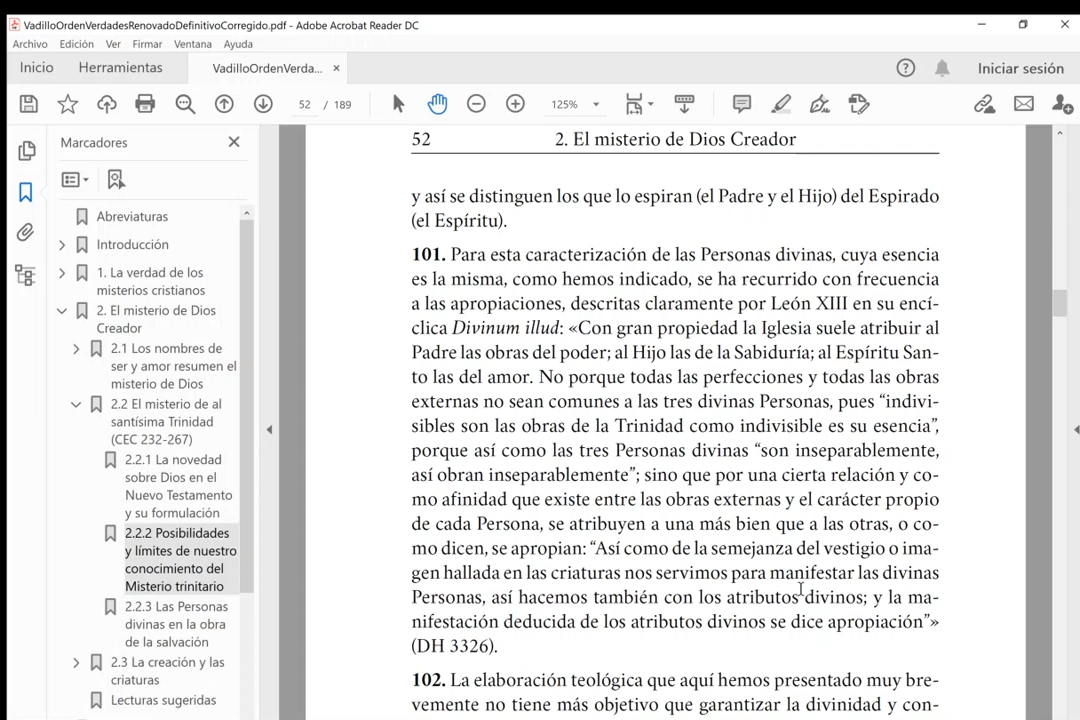 VadilloOrdenVerdadesRenovadoDefinitivoCorregido.pdf - Adobe Acrobat Reader DC
Archivo Edición Ver Firmar Ventana Ayuda
Inicio Herramientas VadilloOrdenVerda... ×
Iniciar sesión
52 / 189 125%
Marcadores
Abreviaturas
Introducción
1. La verdad de los
misterios cristianos
2. El misterio de Dios
Creador
2.1 Los nombres de
ser y amor resumen el
misterio de Dios
2.2 El misterio de al
santísima Trinidad
(CEC 232-267)
2.2.1 La novedad
sobre Dios en el
Nuevo Testamento
y su formulación
2.2.2 Posibilidades
y límites de nuestro
conocimiento del
Misterio trinitario
2.2.3 Las Personas
divinas en la obra
de la salvación
2.3 La creación y las
criaturas
Lecturas sugeridas
52 2. El misterio de Dios Creador
y así se distinguen los que lo espiran (el Padre y el Hijo) del Espirado
(el Espíritu).
101. Para esta caracterización de las Personas divinas, cuya esencia
es la misma, como hemos indicado, se ha recurrido con frecuencia
a las apropiaciones, descritas claramente por León XIII en su encí-
clica Divinum illud: «Con gran propiedad la Iglesia suele atribuir al
Padre las obras del poder; al Hijo las de la Sabiduría; al Espíritu San-
to las del amor. No porque todas las perfecciones y todas las obras
externas no sean comunes a las tres divinas Personas, pues “indivi-
sibles son las obras de la Trinidad como indivisible es su esencia”,
porque así como las tres Personas divinas “son inseparablemente,
así obran inseparablemente”; sino que por una cierta relación y co-
mo afinidad que existe entre las obras externas y el carácter propio
de cada Persona, se atribuyen a una más bien que a las otras, o co-
mo dicen, se apropian: “Así como de la semejanza del vestigio o ima-
gen hallada en las criaturas nos servimos para manifestar las divinas
Personas, así hacemos también con los atributos divinos; y la ma-
nifestación deducida de los atributos divinos se dice apropiación”»
(DH 3326).
102. La elaboración teológica que aquí hemos presentado muy bre-
vemente no tiene más objetivo que garantizar la divinidad y con-